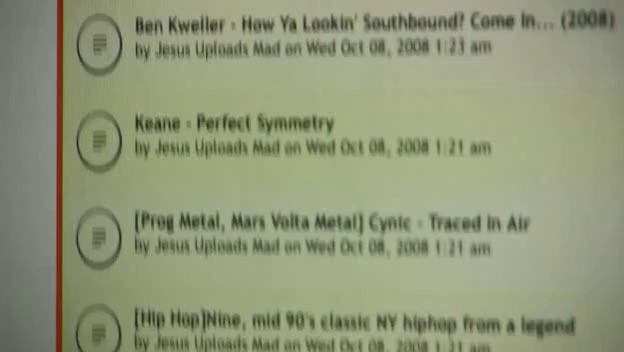 Ben Kweller - How Ya Lookin' Southbound? Come In... (2008)
by Jesus Uploads Mad on Wed Oct 08, 2008 1:23 am
Keane - Perfect Symmetry
by Jesus Uploads Mad on Wed Oct 08, 2008 1:21 am
[Prog Metal, Mars Volta Metal] Cynic - Traced In Air
by Jesus Uploads Mad on Wed Oct 08, 2008 1:21 am
[Hip Hop]Nine, mid 90's classic NY hiphop from a legend
by Jesus Uploads Mad on Wed Oct 08, 2008 1:21 am